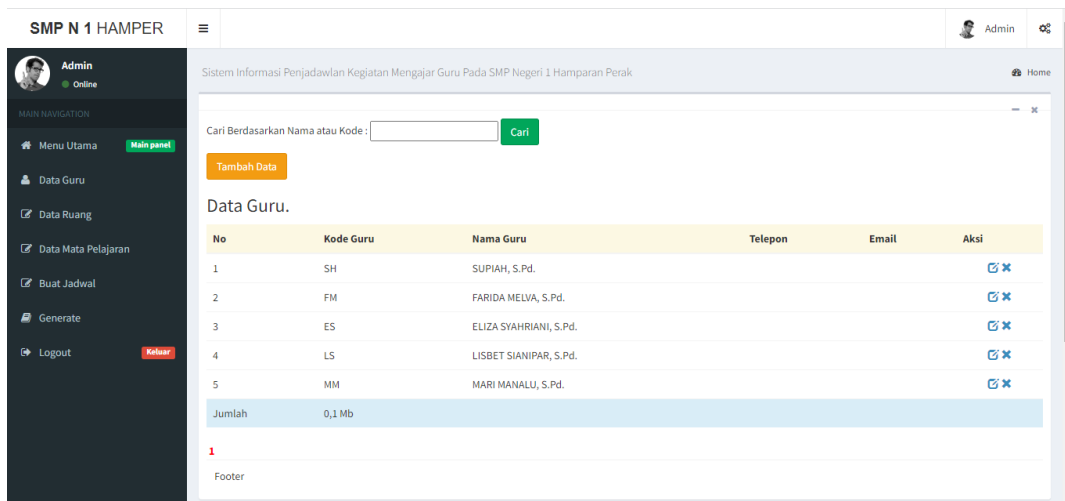 SMP N 1 HAMPER
Admin
Admin
Online
Sistem Informasi Penjadawlan Kegiatan Mengajar Guru Pada SMP Negeri 1 Hamparan Perak
Home
MAIN NAVIGATION
Menu Utama
Main panel
Data Guru
Data Ruang
Data Mata Pelajaran
Buat Jadwal
Generate
Logout
Keluar
Cari Berdasarkan Nama atau Kode :
Cari
Tambah Data
Data Guru.
No Kode Guru Nama Guru Telepon Email Aksi
1 SH SUPIAH, S.Pd.
2 FM FARIDA MELVA, S.Pd.
3 ES ELIZA SYAHRIANI, S.Pd.
4 LS LISBET SIANIPAR, S.Pd.
5 MM MARI MANALU, S.Pd.
Jumlah 0,1 Mb
1
Footer